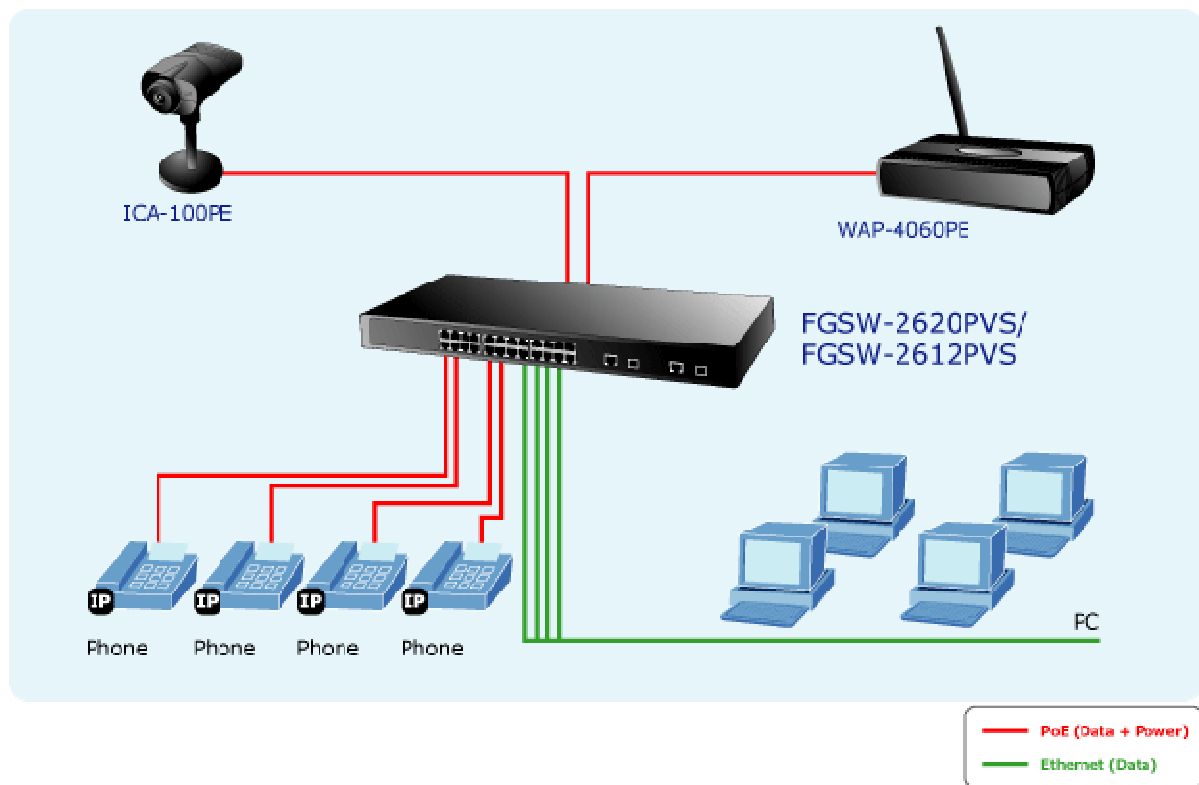 ICA-100PE
WAP-4060PE
FGSW-2620PVS/
FGSW-2612PVS
IP
IP
IP
IP
Phone
Phone
Phone
Phone
PC
PoE (Data + Power)
Ethernet (Data)